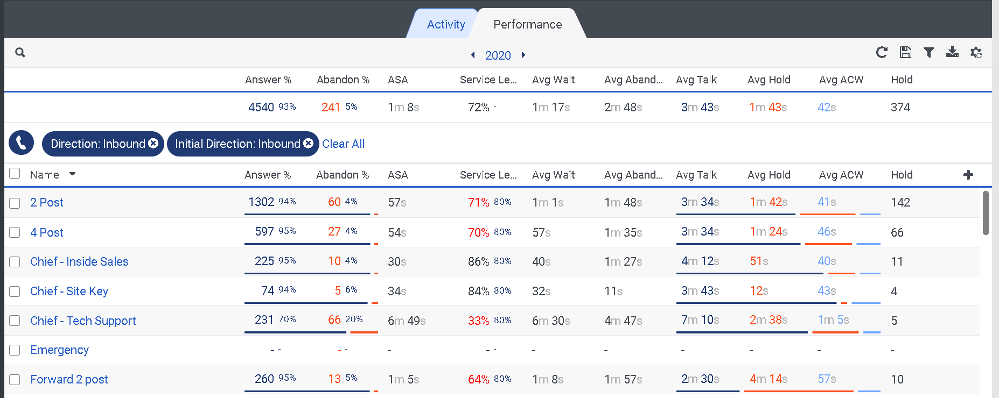 Activity Performance
2020
Answer % Abandon % ASA Service Le... Avg Wait Avg Aband... Avg Talk Avg Hold Avg ACW Hold
4540 93% 241 5% 1m 8s 72% - 1m 17s 2m 48s 3m 43s 1m 43s 42s 374
Direction: Inbound Initial Direction: Inbound Clear All
Name Answer % Abandon % ASA Service Le... Avg Wait Avg Aband... Avg Talk Avg Hold Avg ACW Hold
2 Post 1302 94% 60 4% 57s 71% 80% 1m 1s 1m 48s 3m 34s 1m 42s 41s 142
4 Post 597 95% 27 4% 54s 70% 80% 57s 1m 35s 3m 34s 1m 24s 46s 66
Chief - Inside Sales 225 95% 10 4% 30s 86% 80% 40s 1m 27s 4m 12s 51s 40s 11
Chief - Site Key 74 94% 5 6% 34s 84% 80% 32s 11s 3m 43s 12s 43s 4
Chief - Tech Support 231 70% 66 20% 6m 49s 33% 80% 6m 30s 4m 47s 7m 10s 2m 38s 1m 5s 5
Emergency - - - - - - - - - - - - -
Forward 2 post 260 95% 13 5% 1m 5s 64% 80% 1m 8s 1m 57s 2m 30s 4m 14s 57s 10